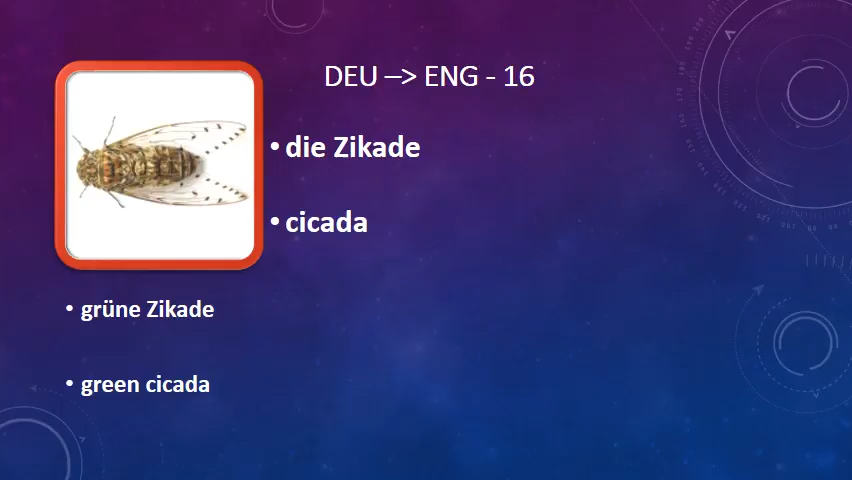 DEU –> ENG - 16
• die Zikade
• cicada
• grüne Zikade
• green cicada